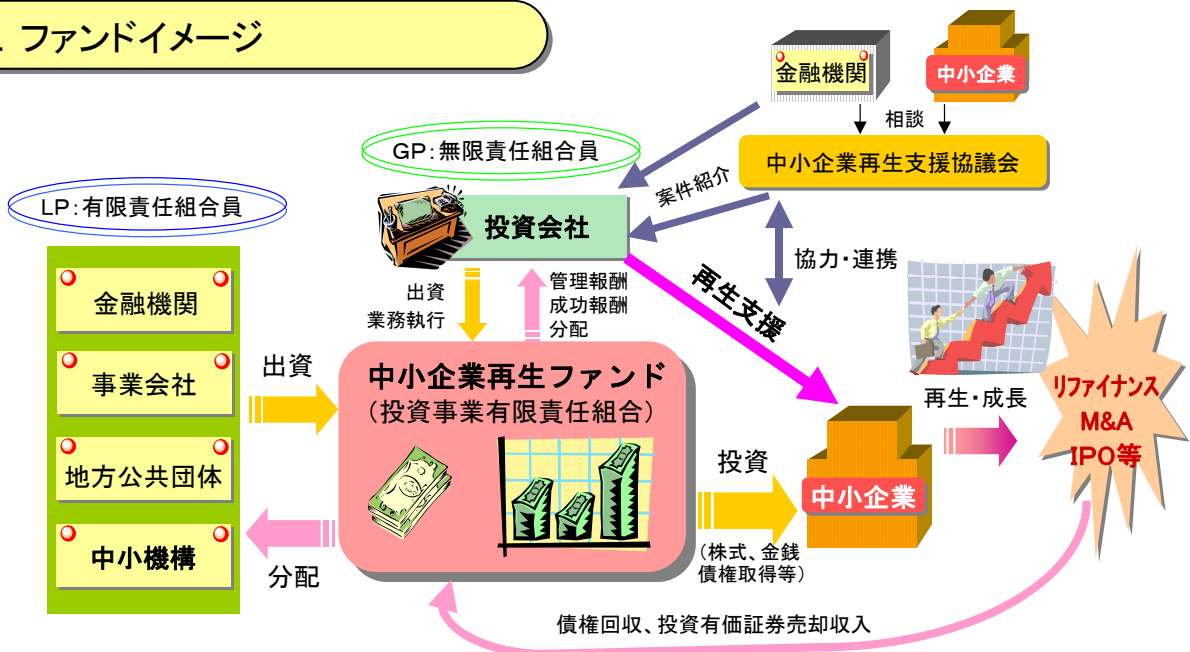 ファンドイメージ
金融機関
中小企業
相談
中小企業再生支援協議会
GP：無限責任組合員
案件紹介
投資会社
協力・連携
LP：有限責任組合員
金融機関
事業会社
地方公共団体
中小機構
出資
分配
出資
業務執行
管理報酬
成功報酬
分配
再生支援
中小企業再生ファンド
（投資事業有限責任組合）
投資
（株式、金銭
債権取得等）
中小企業
再生・成長
リファイナンス
M&A
IPO等
債権回収、投資有価証券売却収入